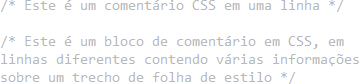 /* Este é um comentário CSS em uma linha */
/* Este é um bloco de comentário em CSS, em
linhas diferentes contendo várias informações
sobre um trecho de folha de estilo */